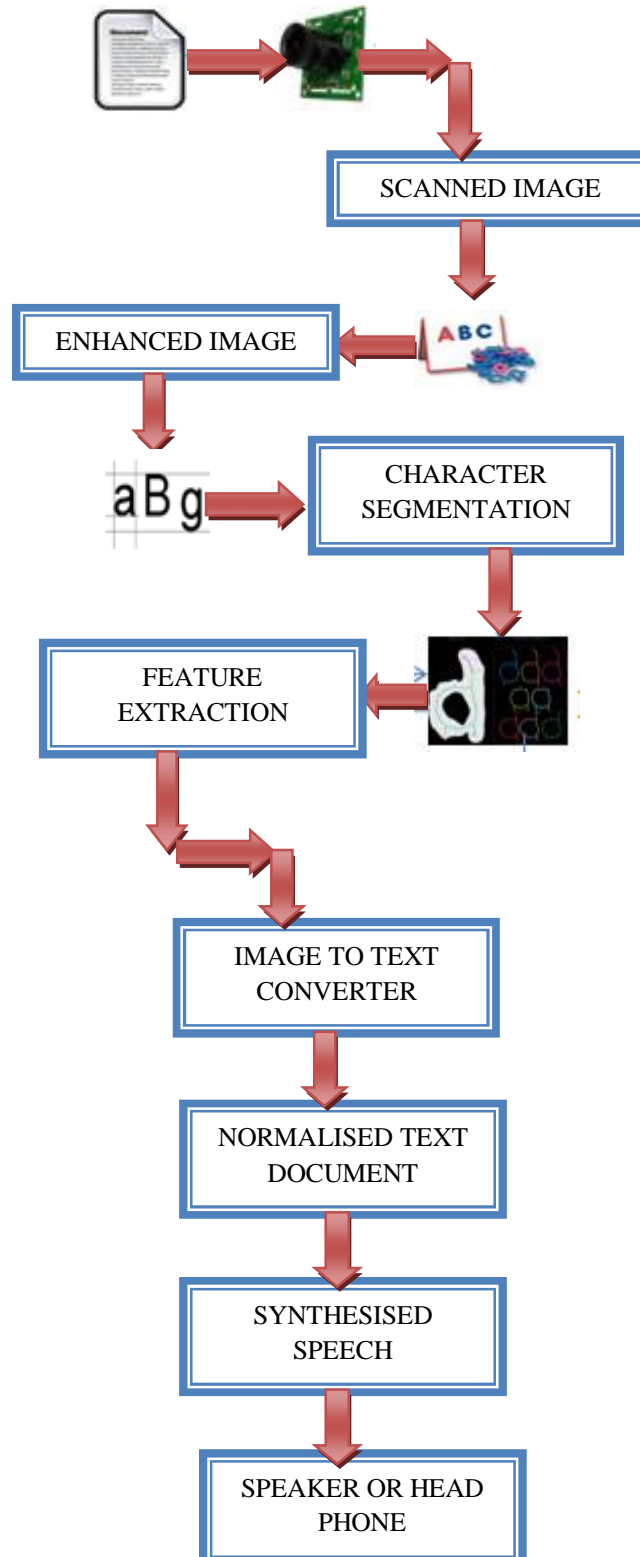 Document
SCANNED IMAGE
ABC
ENHANCED IMAGE
aBg
CHARACTER
SEGMENTATION
FEATURE
EXTRACTION
IMAGE TO TEXT
CONVERTER
NORMALISED TEXT
DOCUMENT
SYNTHESISED
SPEECH
SPEAKER OR HEAD
PHONE